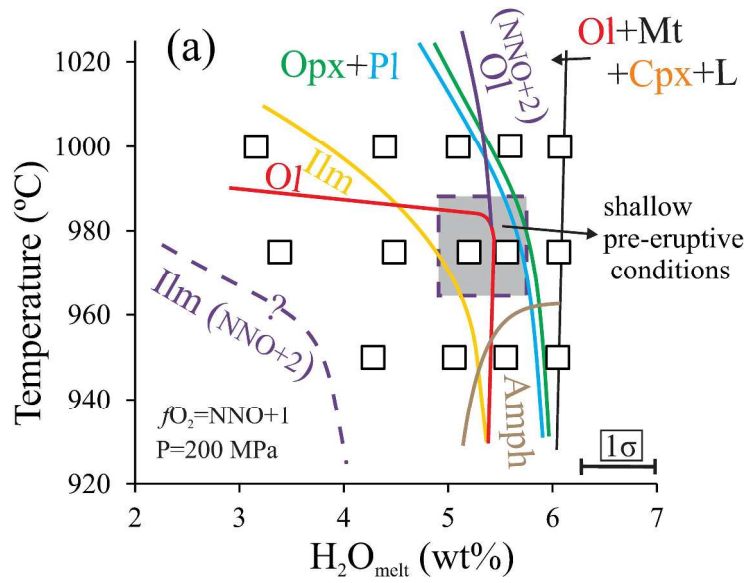 (a)
Opx+Pl
Ol
(NNO+2)
Ol+Mt
+Cpx+L
Ilm
Ol
shallow
pre-eruptive
conditions
?
Ilm (NNO+2)
Amph
fO₂=NNO+1
P=200 MPa
1σ
Temperature (ºC)
1020
1000
980
960
940
920
2 3 4 5 6 7
H₂Oₘₑₗₜ (wt%)